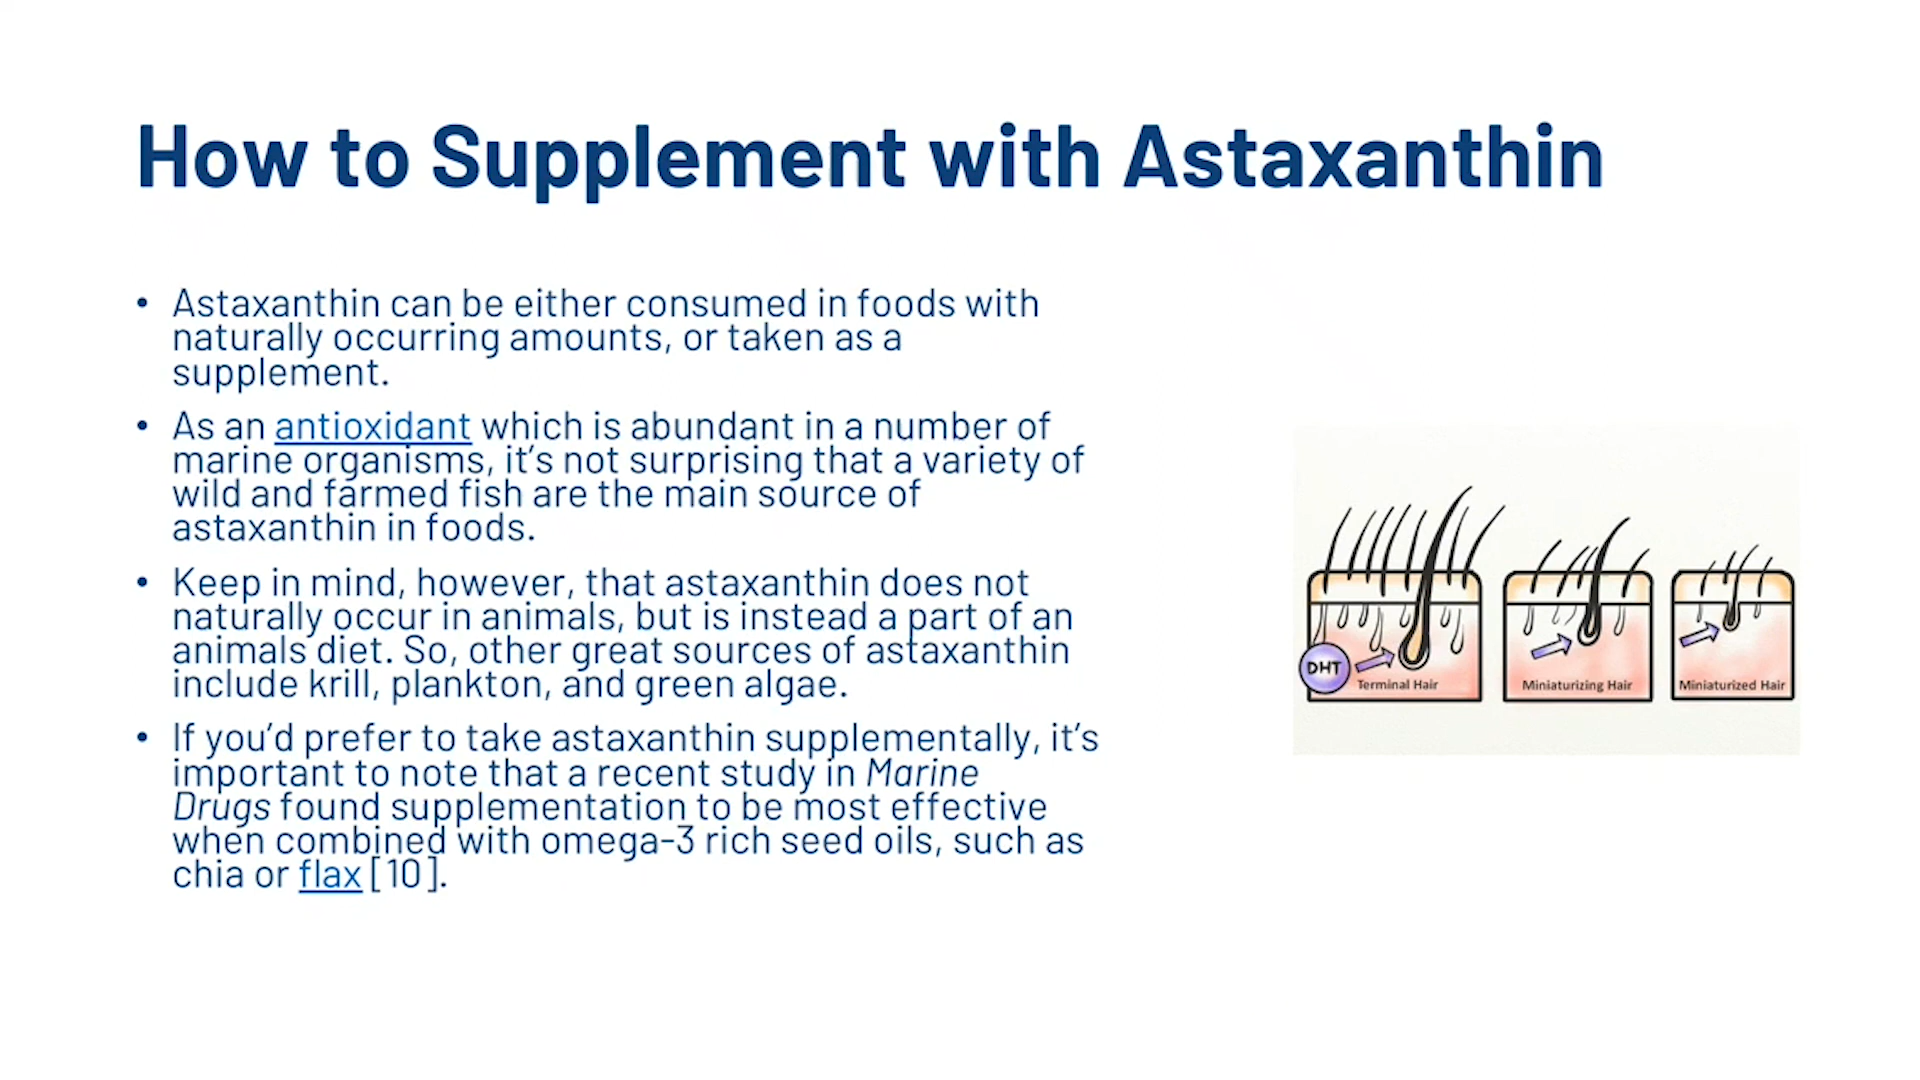 How to Supplement with Astaxanthin
• Astaxanthin can be either consumed in foods with
naturally occurring amounts, or taken as a
supplement.
• As an antioxidant which is abundant in a number of
marine organisms, it’s not surprising that a variety of
wild and farmed fish are the main source of
astaxanthin in foods.
• Keep in mind, however, that astaxanthin does not
naturally occur in animals, but is instead a part of an
animals diet. So, other great sources of astaxanthin
include krill, plankton, and green algae.
• If you’d prefer to take astaxanthin supplementally, it’s
important to note that a recent study in Marine
Drugs found supplementation to be most effective
when combined with omega-3 rich seed oils, such as
chia or flax [10].
DHT
Terminal Hair
Miniaturizing Hair
Miniaturized Hair